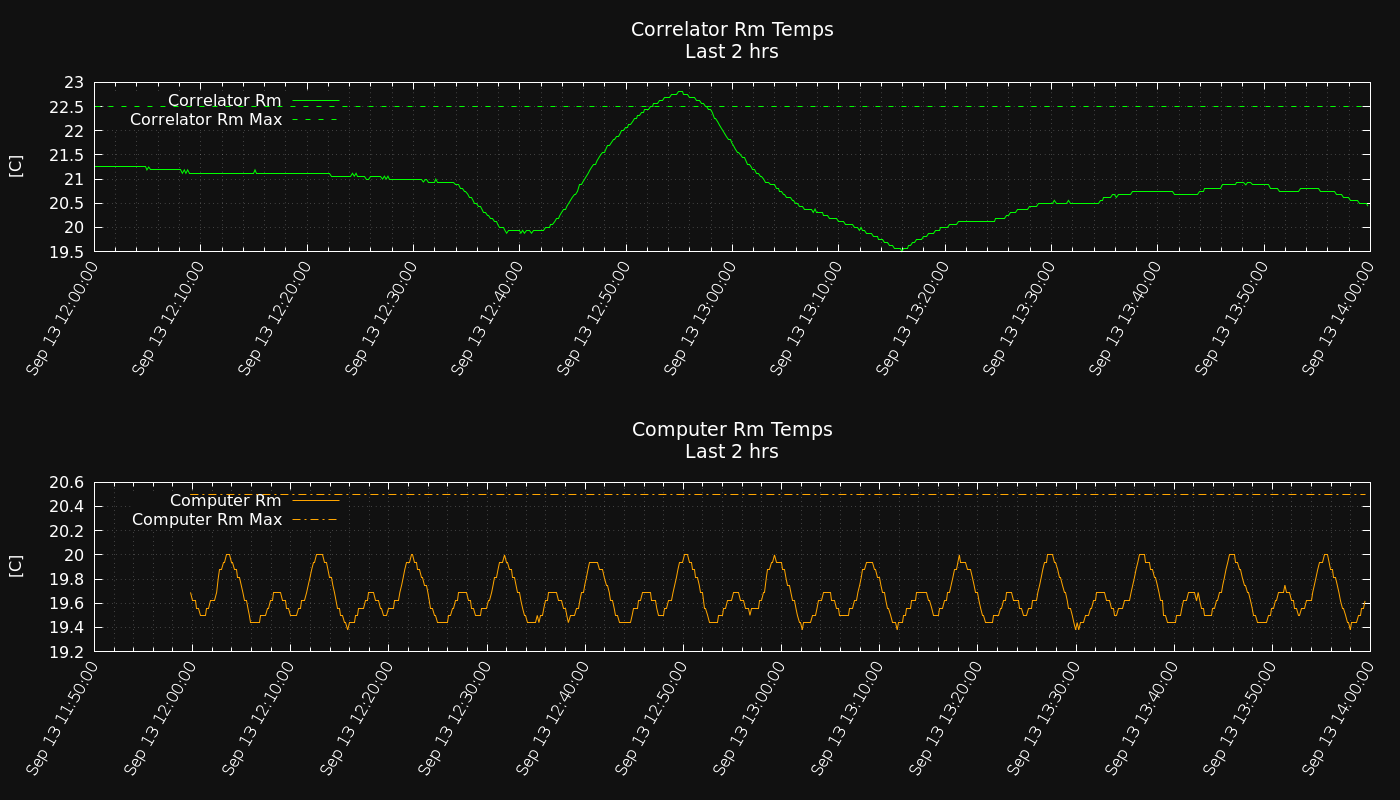 Correlator Rm Temps
Last 2 hrs
[C]
23
22.5
22
21.5
21
20.5
20
19.5
Correlator Rm
Correlator Rm Max
Sep 13 12:00:00
Sep 13 12:10:00
Sep 13 12:20:00
Sep 13 12:30:00
Sep 13 12:40:00
Sep 13 12:50:00
Sep 13 13:00:00
Sep 13 13:10:00
Sep 13 13:20:00
Sep 13 13:30:00
Sep 13 13:40:00
Sep 13 13:50:00
Sep 13 14:00:00
Computer Rm Temps
Last 2 hrs
[C]
20.6
20.4
20.2
20
19.8
19.6
19.4
19.2
Computer Rm
Computer Rm Max
Sep 13 11:50:00
Sep 13 12:00:00
Sep 13 12:10:00
Sep 13 12:20:00
Sep 13 12:30:00
Sep 13 12:40:00
Sep 13 12:50:00
Sep 13 13:00:00
Sep 13 13:10:00
Sep 13 13:20:00
Sep 13 13:30:00
Sep 13 13:40:00
Sep 13 13:50:00
Sep 13 14:00:00